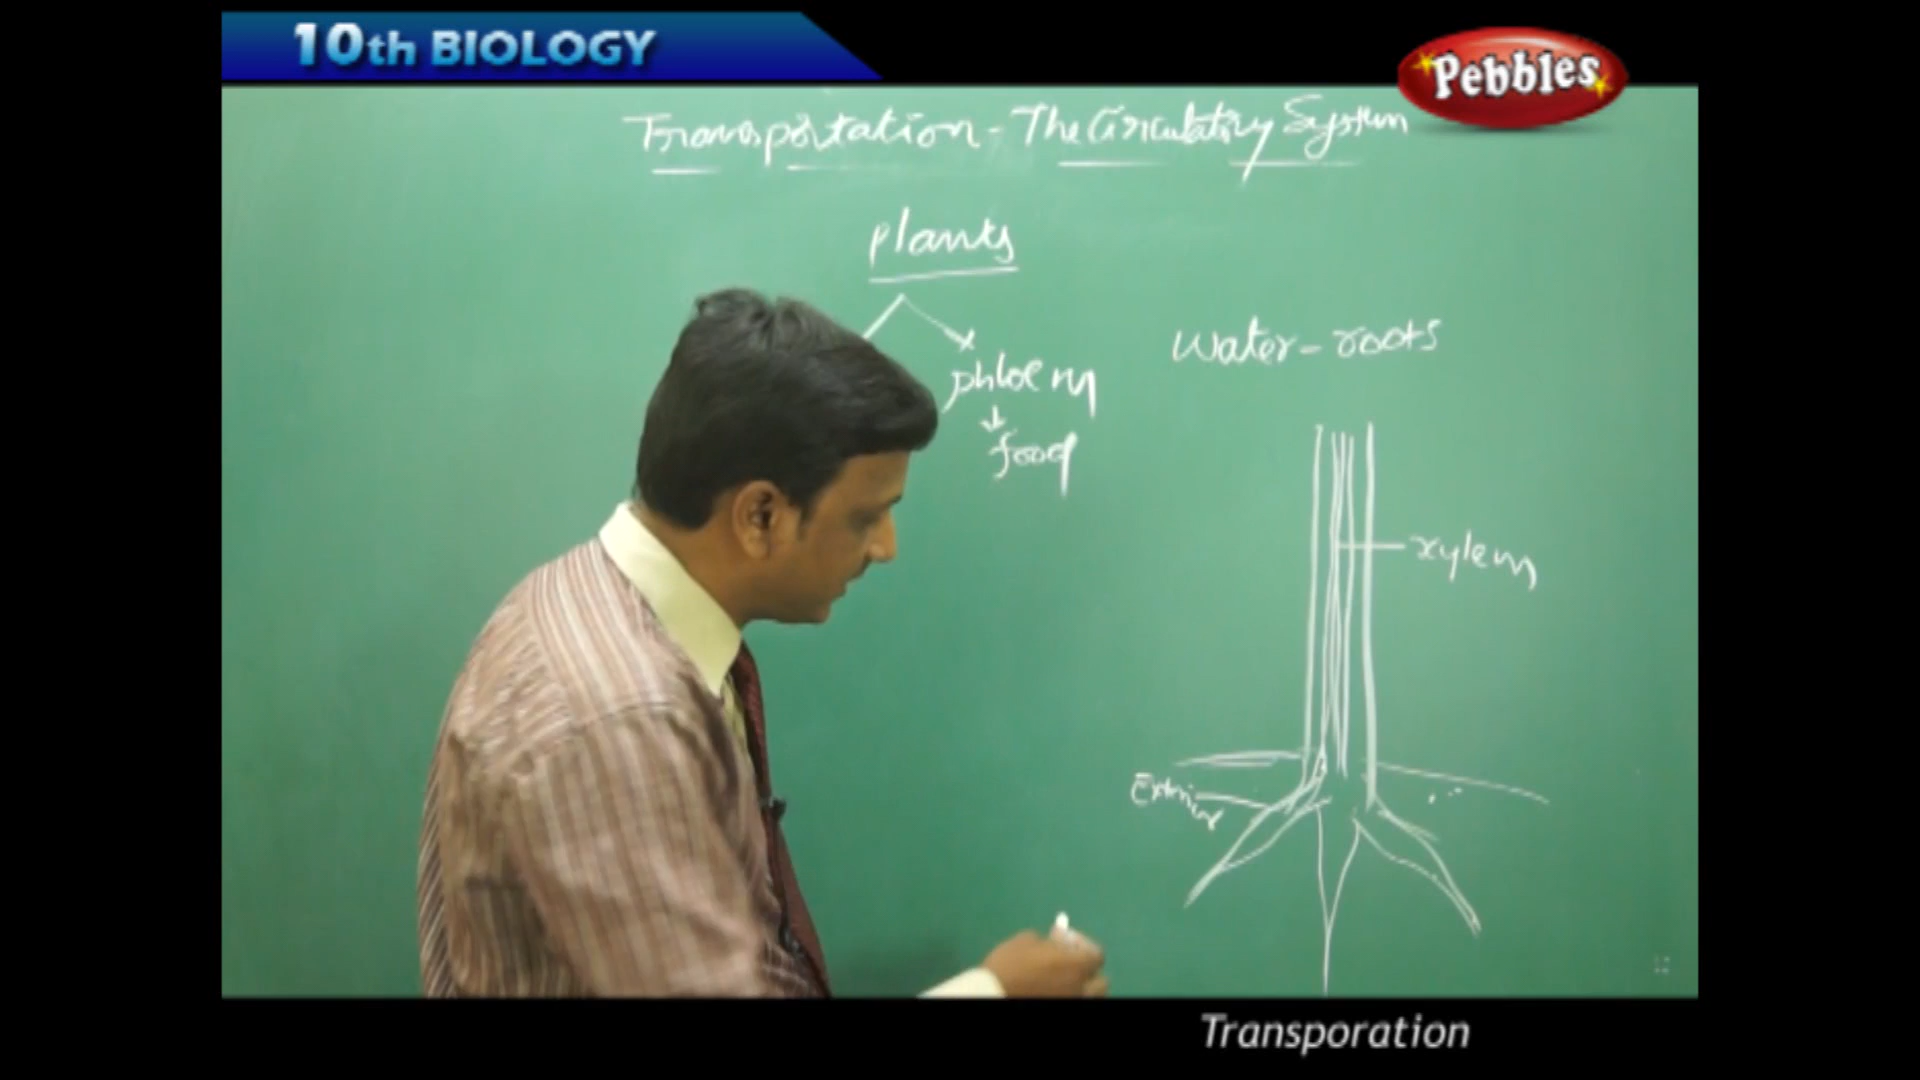 10th BIOLOGY
Pebbles
Transportation - The Circulatory System
plants
phloem
food
Water - roots
xylem
Transporation